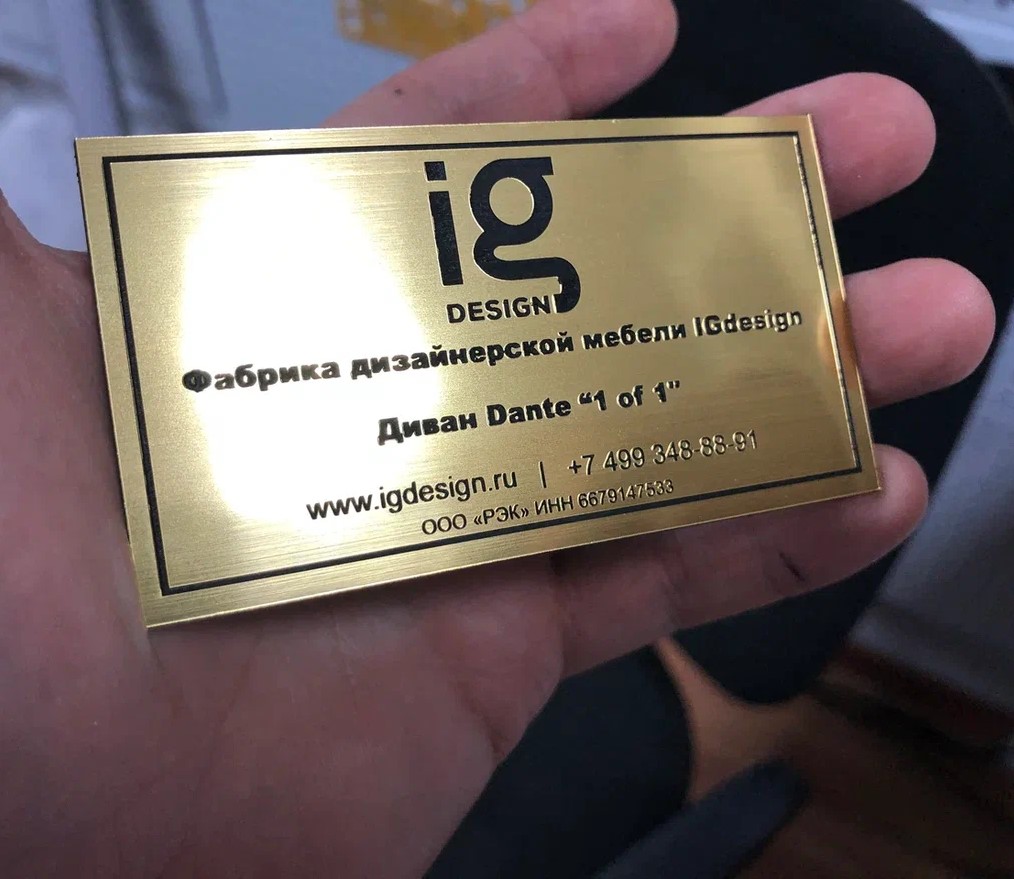 ig
DESIGN
Фабрика дизайнерской мебели IGdesign
Диван Dante “1 of 1”
www.igdesign.ru | +7 499 348-88-91
ООО «РЭК» ИНН 6679147533